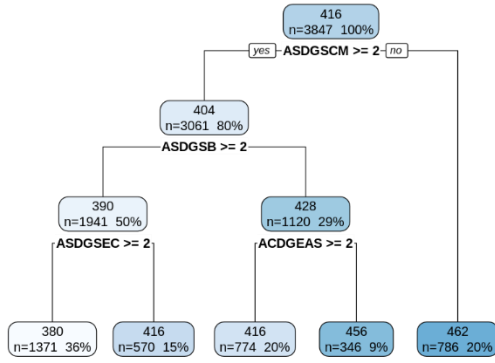 416
n=3847 100%
yes ASDGSCM >= 2 no
404
n=3061 80%
ASDGSB >= 2
390
n=1941 50%
428
n=1120 29%
ASDGSEC >= 2
ACDGEAS >= 2
380
n=1371 36%
416
n=570 15%
416
n=774 20%
456
n=346 9%
462
n=786 20%